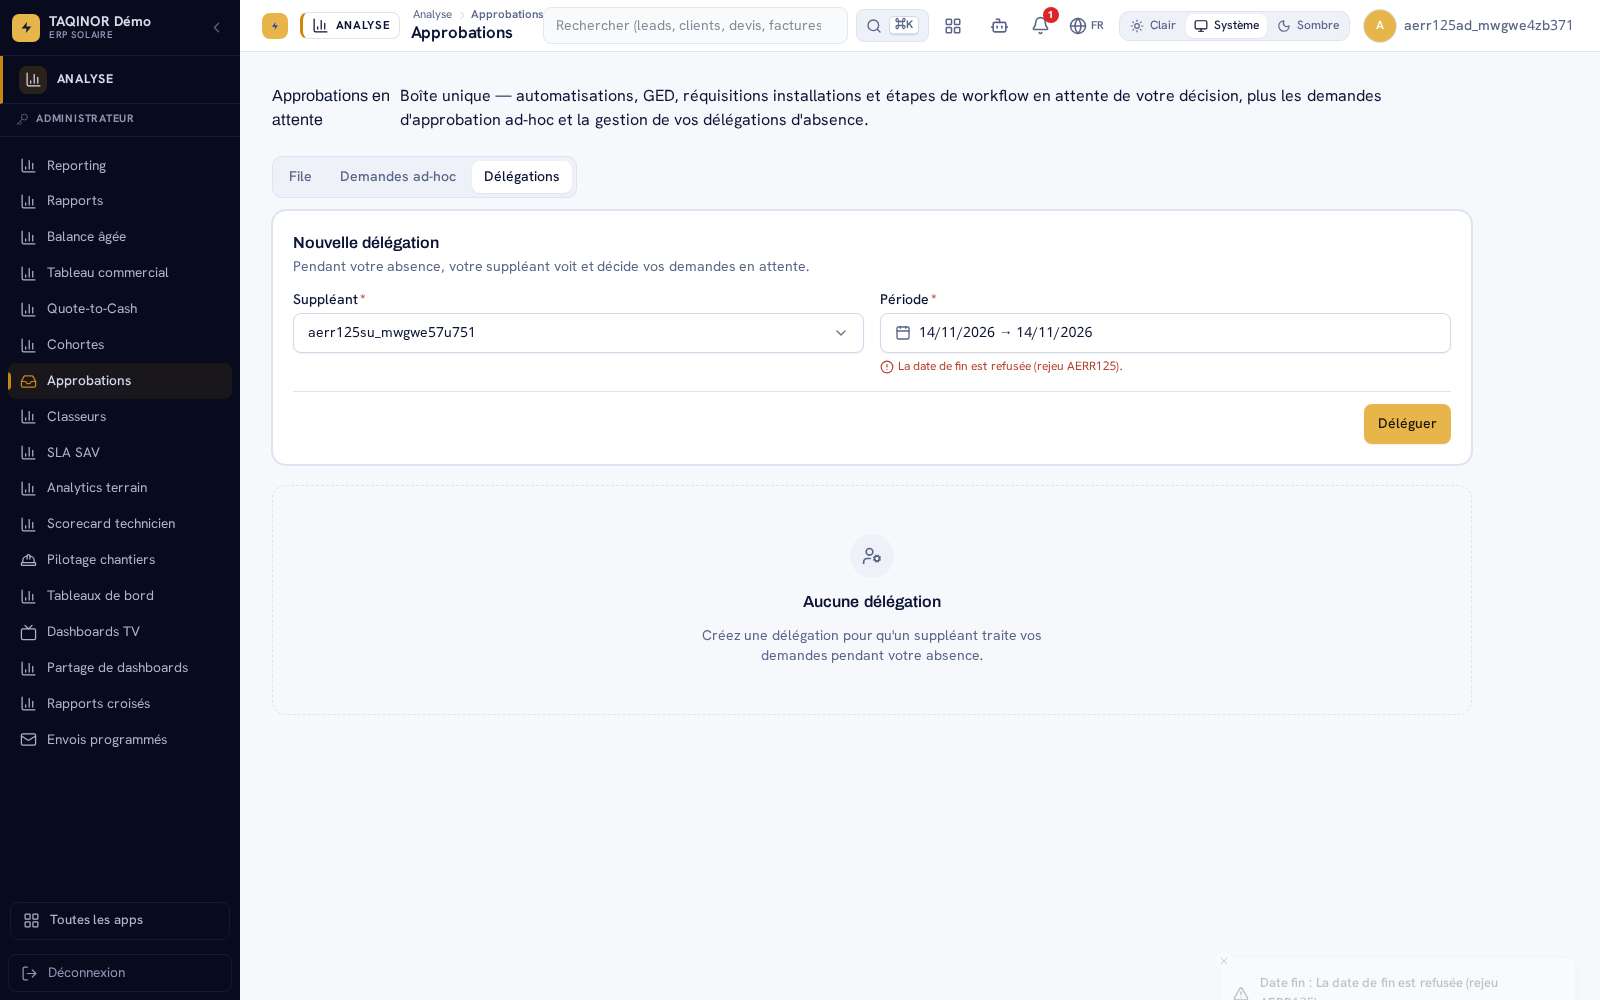 TAQINOR Démo
ERP SOLAIRE
ANALYSE
ADMINISTRATEUR
Reporting
Rapports
Balance âgée
Tableau commercial
Quote-to-Cash
Cohortes
Approbations
Classeurs
SLA SAV
Analytics terrain
Scorecard technicien
Pilotage chantiers
Tableaux de bord
Dashboards TV
Partage de dashboards
Rapports croisés
Envois programmés
Toutes les apps
Déconnexion
ANALYSE
Analyse > Approbations
Approbations
Rechercher (leads, clients, devis, factures
⌘K
1
FR
Clair
Système
Sombre
A
aerr125ad_mwgwe4zb371
Approbations en attente
Boîte unique — automatisations, GED, réquisitions installations et étapes de workflow en attente de votre décision, plus les demandes
d'approbation ad-hoc et la gestion de vos délégations d'absence.
File
Demandes ad-hoc
Délégations
Nouvelle délégation
Pendant votre absence, votre suppléant voit et décide vos demandes en attente.
Suppléant *
aerr125su_mwgwe57u751
Période *
14/11/2026 → 14/11/2026
La date de fin est refusée (rejeu AERR125).
Déléguer
Aucune délégation
Créez une délégation pour qu'un suppléant traite vos
demandes pendant votre absence.
Date fin : La date de fin est refusée (rejeu
AERR125)